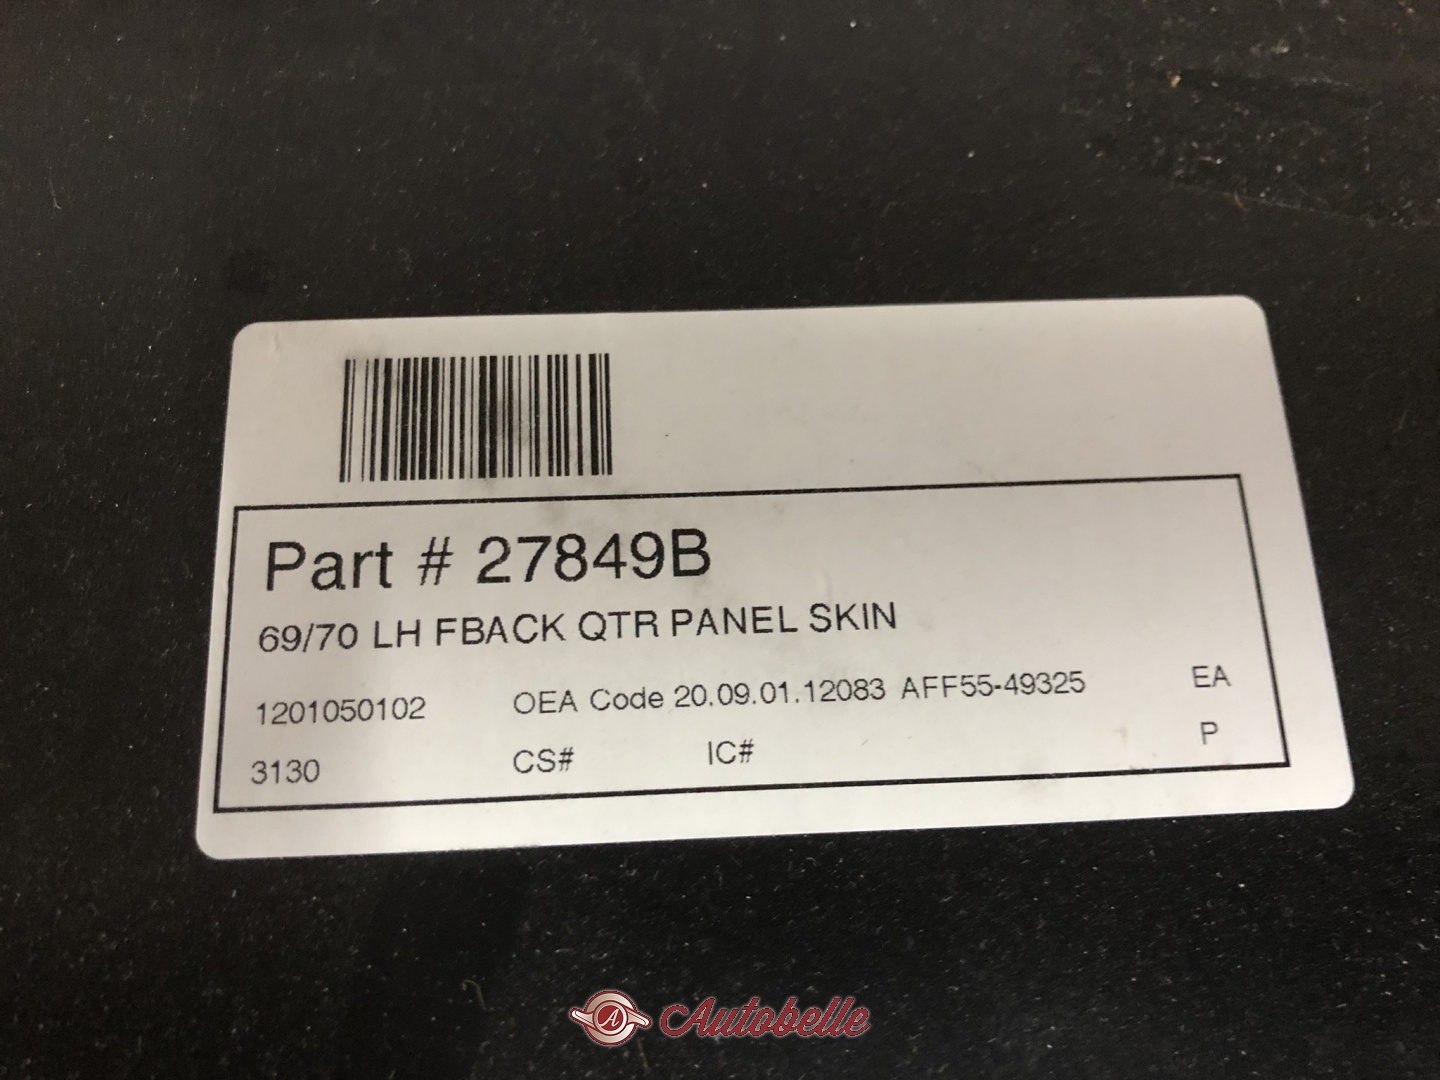 Part # 27849B
69/70 LH FBACK QTR PANEL SKIN
1201050102 OEA Code 20.09.01.12083 AFF55-49325 EA
3130 CS# IC# P
A Autobelle